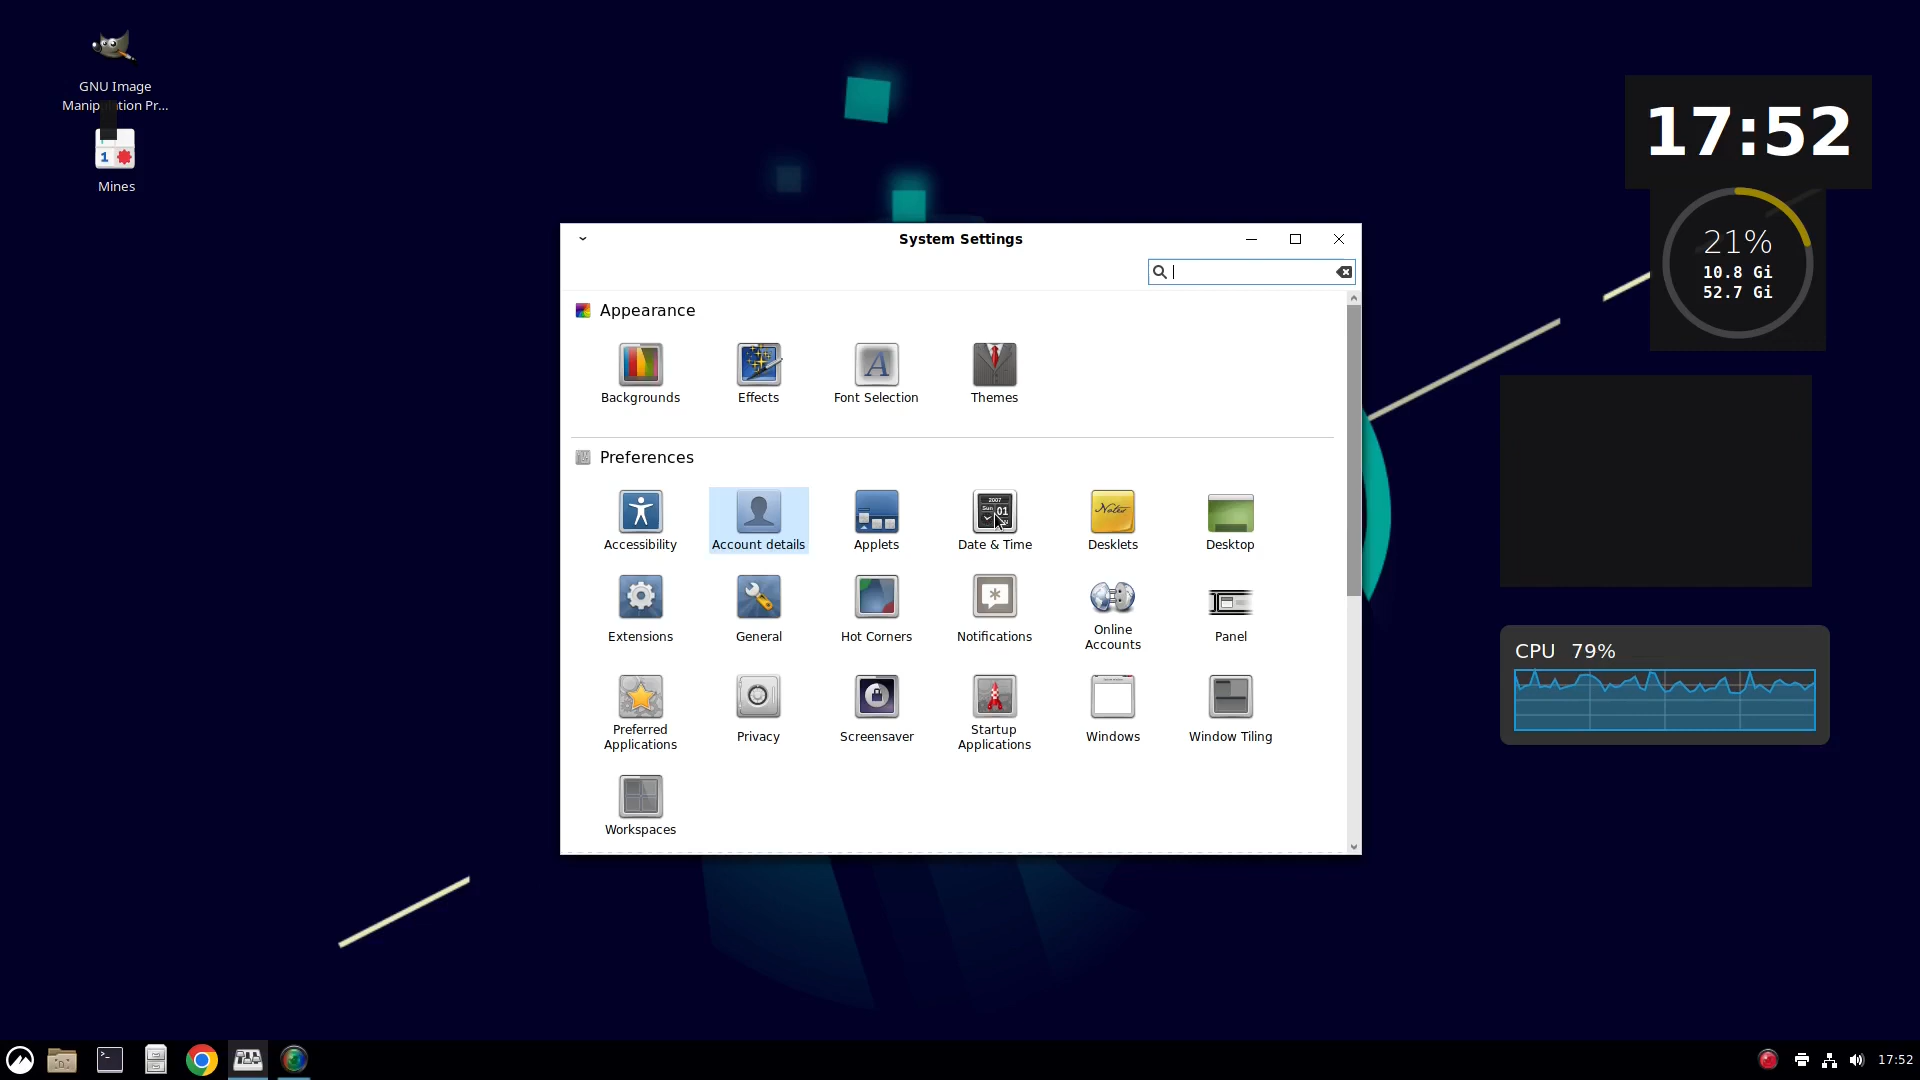 GNU Image
Manipulation Pr...
Mines
17:52
21%
10.8 Gi
52.7 Gi
CPU 79%
System Settings
Appearance
Backgrounds
Effects
Font Selection
Themes
Preferences
Accessibility
Account details
Applets
Date & Time
Desklets
Desktop
Extensions
General
Hot Corners
Notifications
Online
Accounts
Panel
Preferred
Applications
Privacy
Screensaver
Startup
Applications
Windows
Window Tiling
Workspaces
17:52